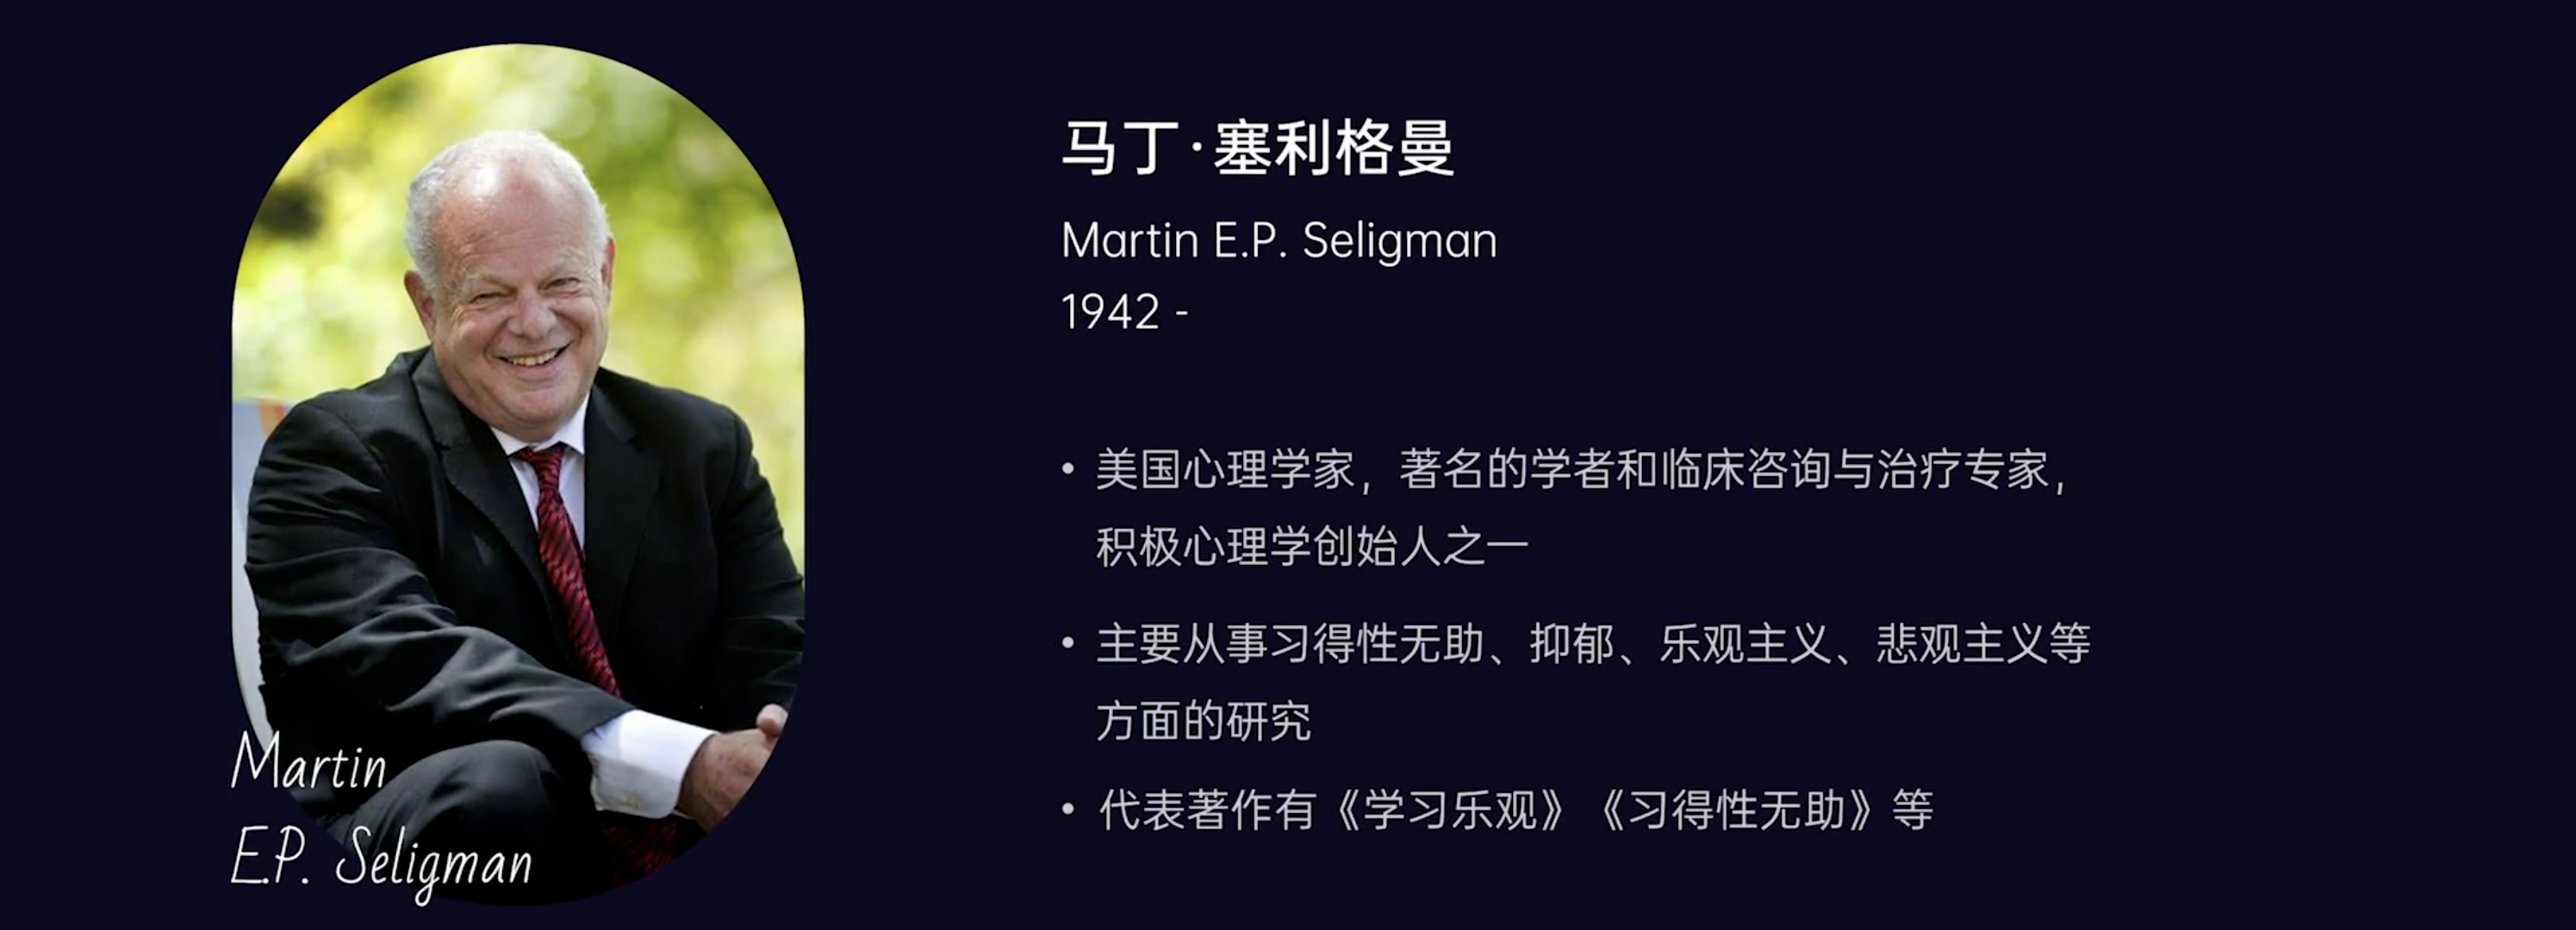 马丁·塞利格曼
Martin E.P. Seligman
1942 -
• 美国心理学家，著名的学者和临床咨询与治疗专家，
积极心理学创始人之一
• 主要从事习得性无助、抑郁、乐观主义、悲观主义等
方面的研究
• 代表著作有《学习乐观》《习得性无助》等
Martin
E.P. Seligman